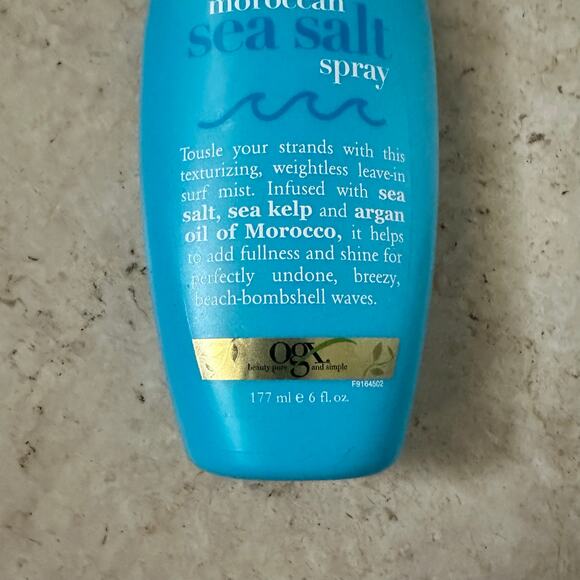 moroccan
sea salt
spray
Tousle your strands with this
texturizing, weightless leave-in
surf mist. Infused with sea
salt, sea kelp and argan
oil of Morocco, it helps
to add fullness and shine for
perfectly undone, breezy,
beach-bombshell waves.
ogx
beauty pure and simple
F9164502
177 ml e 6 fl. oz.